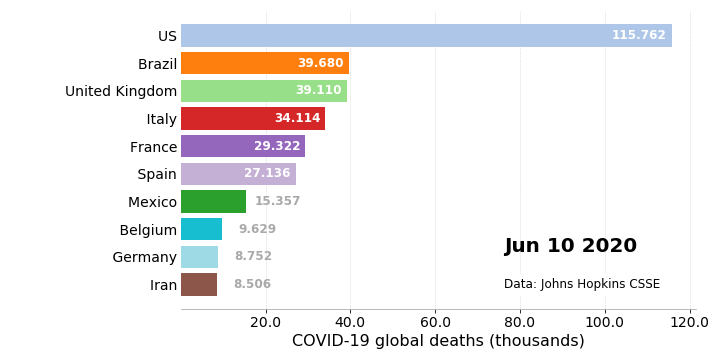 US 115.762
Brazil 39.680
United Kingdom 39.110
Italy 34.114
France 29.322
Spain 27.136
Mexico 15.357
Belgium 9.629
Germany 8.752
Iran 8.506
Jun 10 2020
Data: Johns Hopkins CSSE
20.0 40.0 60.0 80.0 100.0 120.0
COVID-19 global deaths (thousands)